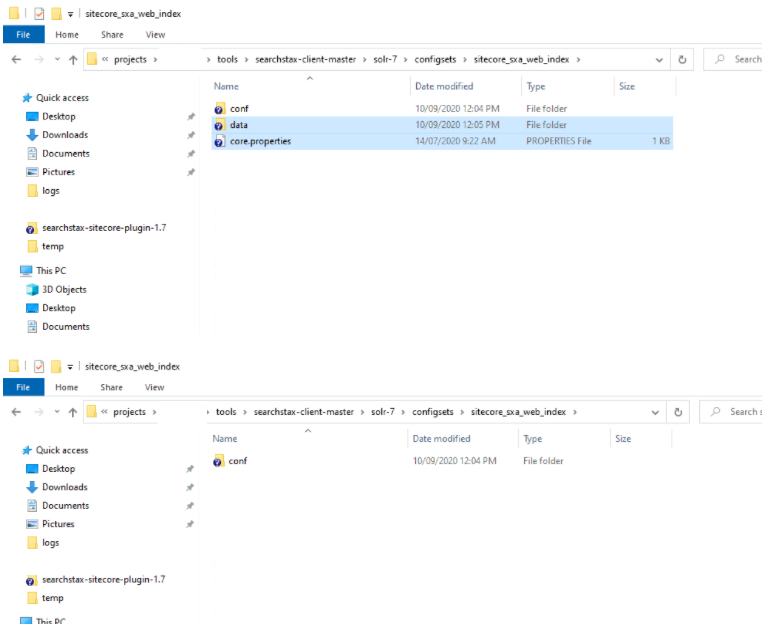 sitecore_sxa_web_index
File Home Share View
« projects › › tools › searchstax-client-master › solr-7 › configsets › sitecore_sxa_web_index › Search
Name Date modified Type Size
Quick access
conf 10/09/2020 12:04 PM File folder
Desktop
data 10/09/2020 12:05 PM File folder
Downloads
core.properties 14/07/2020 9:22 AM PROPERTIES File 1 KB
Documents
Pictures
logs
searchstax-sitecore-plugin-1.7
temp
This PC
3D Objects
Desktop
Documents
sitecore_sxa_web_index
File Home Share View
« projects › › tools › searchstax-client-master › solr-7 › configsets › sitecore_sxa_web_index › Search s
Name Date modified Type Size
Quick access
conf 10/09/2020 12:04 PM File folder
Desktop
Downloads
Documents
Pictures
logs
searchstax-sitecore-plugin-1.7
temp
This PC